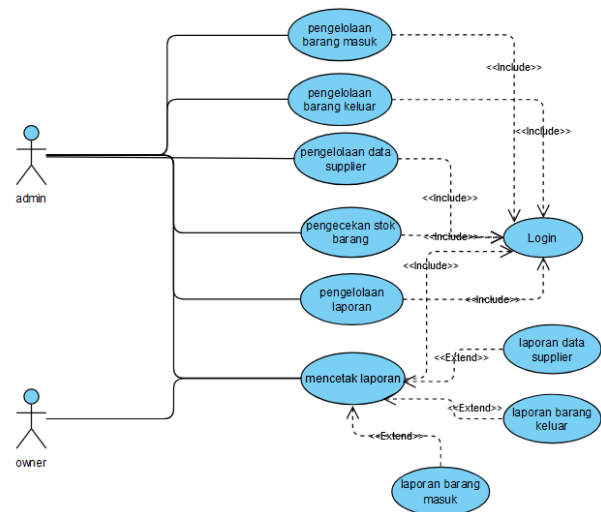 pengelolaan
barang masuk
<<Include>>
pengelolaan
barang keluar
<<Include>>
admin
pengelolaan data
supplier
<<Include>>
pengecekan stok
barang
<<Include>>
Login
<<Include>>
pengelolaan
laporan
<<Include>>
laporan data
supplier
<<Extend>>
mencetak laporan
laporan barang
keluar
<<Extend>>
owner
<<Extend>>
laporan barang
masuk